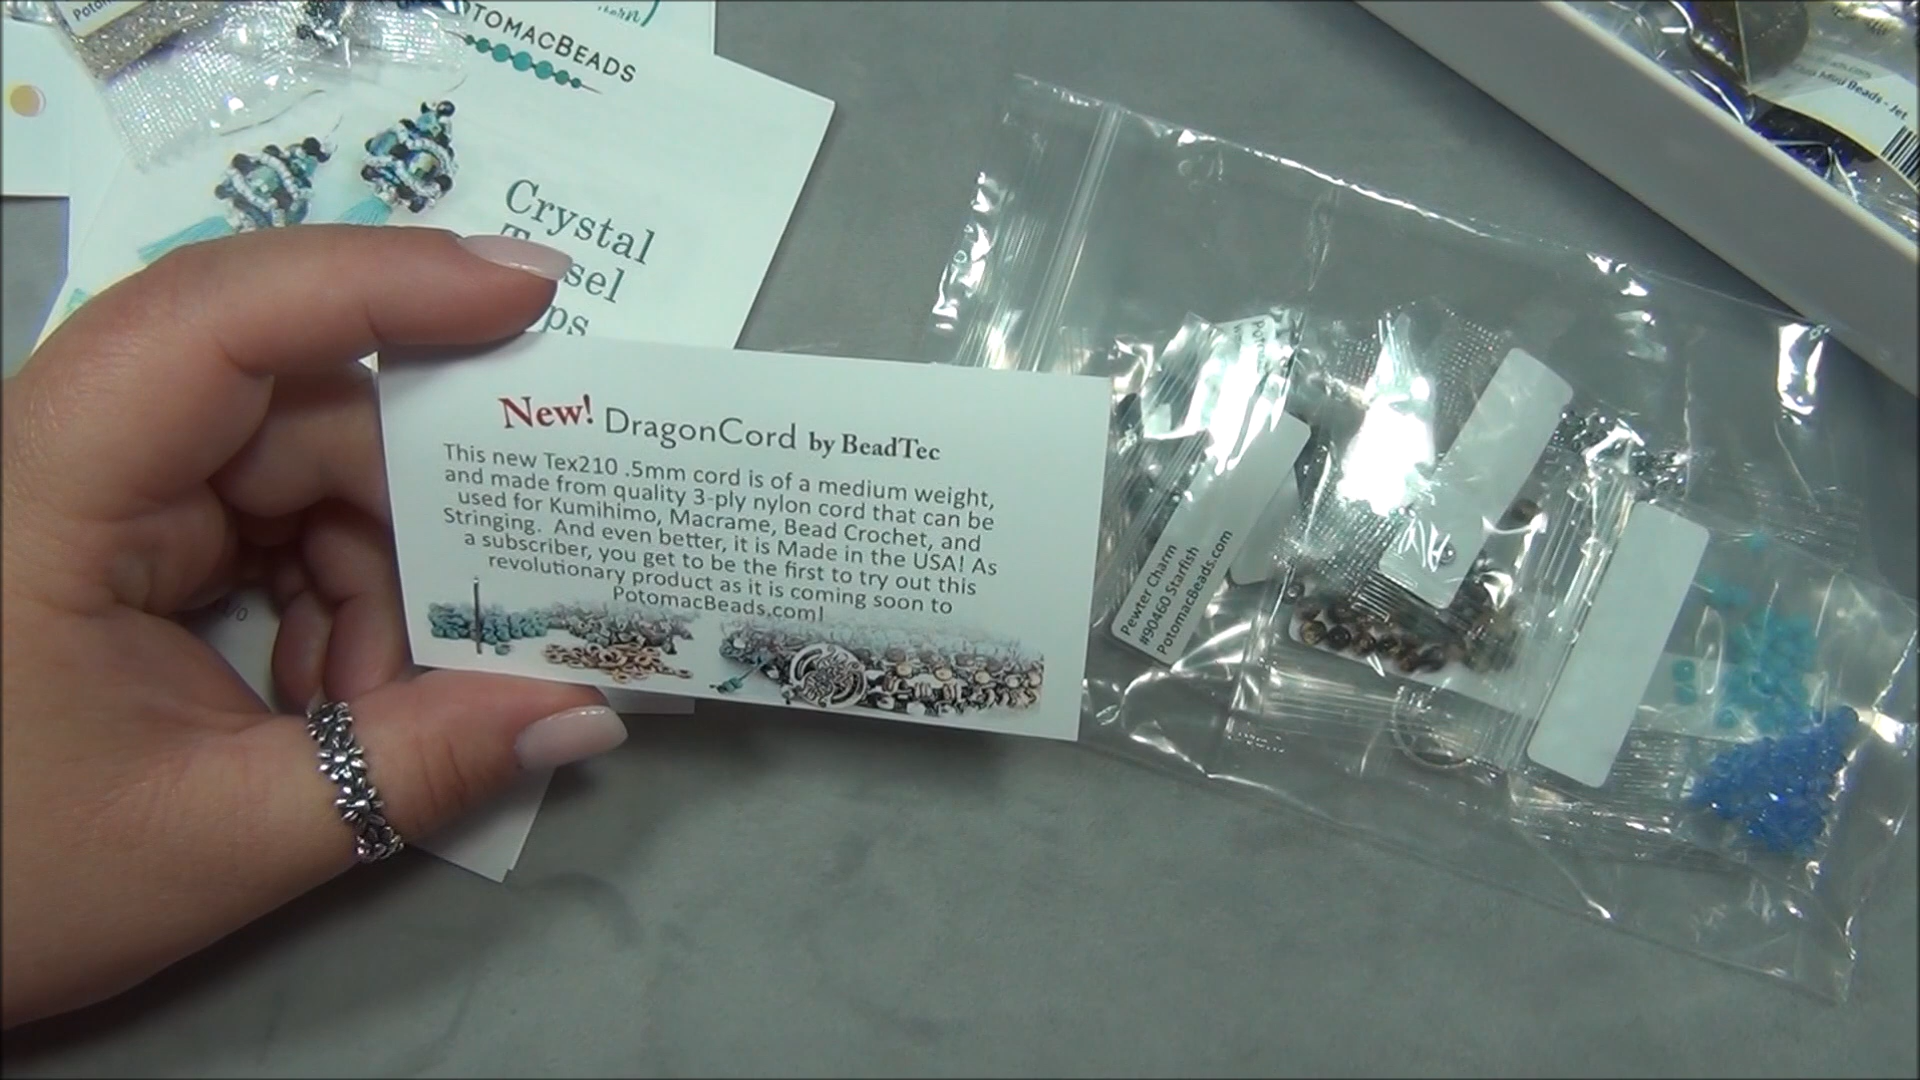 POTOMACBEADS
Crystal
New! DragonCord by BeadTec
This new Tex210 .5mm cord is of a medium weight,
and made from quality 3-ply nylon cord that can be
used for Kumihimo, Macrame, Bead Crochet, and
Stringing. And even better, it is Made in the USA! As
a subscriber, you get to be the first to try out this
revolutionary product as it is coming soon to
PotomacBeads.com!
Pewter Charm
#90460 Starfish
PotomacBeads.com
Mini Beads - Jet